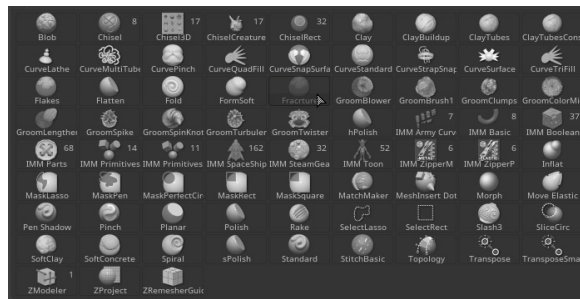 Blob Chisel 8 Chisel3D 17 ChiselCreature 17 ChiselRect 32 Clay ClayBuildup ClayTubes ClayTubesCons
CurveLathe CurveMultiTube CurvePinch CurveQuadFill CurveSnapSurfa CurveStandard CurveStrapSnap CurveSurface CurveTriFill
Flakes Flatten Fold FormSoft Fracture GroomBlower GroomBrush1 GroomClumps GroomColorMi
GroomLengthen GroomSpike GroomSpinKnot GroomTurbulen GroomTwister hPolish IMM Army Curv 7 IMM Basic 8 IMM Boolean 37
IMM Parts 68 IMM Primitives 14 IMM Primitives 11 IMM SpaceShip 162 IMM SteamGea 32 IMM Toon 52 IMM ZipperM 6 IMM ZipperP 6 Inflat
MaskLasso MaskPen MaskPerfectCir MaskRect MaskSquare MatchMaker MeshInsert Dot Morph Move Elastic
Pen Shadow Pinch Planar Polish Rake SelectLasso SelectRect Slash3 SliceCirc
SoftClay SoftConcrete Spiral sPolish Standard StitchBasic Topology Transpose TransposeSma
ZModeler 1 ZProject ZRemesherGuid